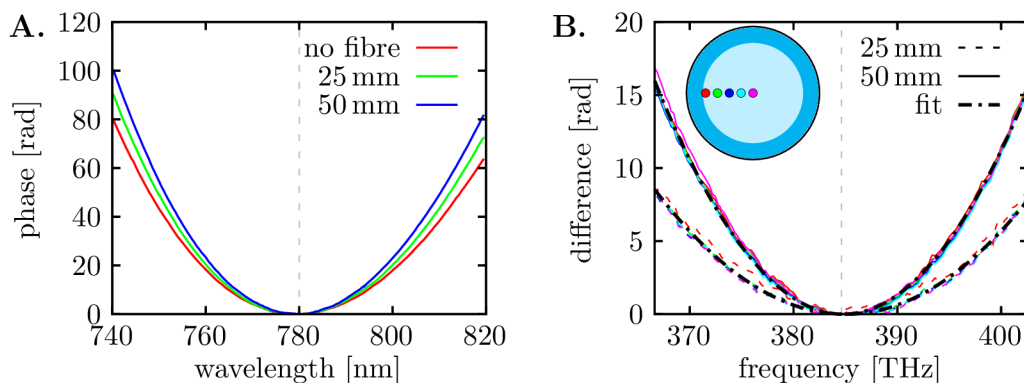 A.
phase [rad]
120
100
80
60
40
20
0
no fibre
25 mm
50 mm
740
760
780
800
820
wavelength [nm]
B.
difference [rad]
20
15
10
5
0
25 mm
50 mm
fit
370
380
390
400
frequency [THz]